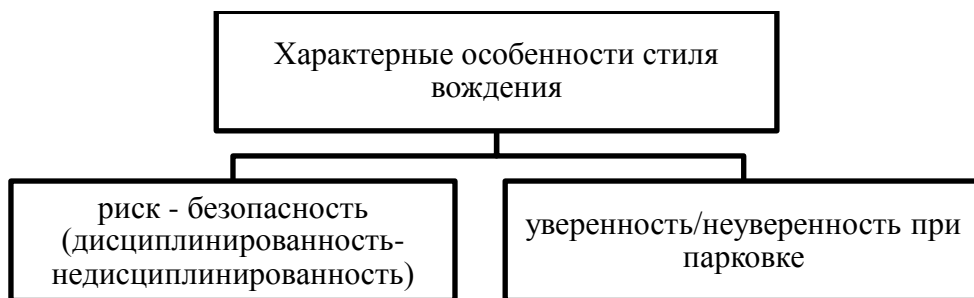 Характерные особенности стиля
вождения
риск - безопасность
(дисциплинированность-
недисциплинированность)
уверенность/неуверенность при
парковке